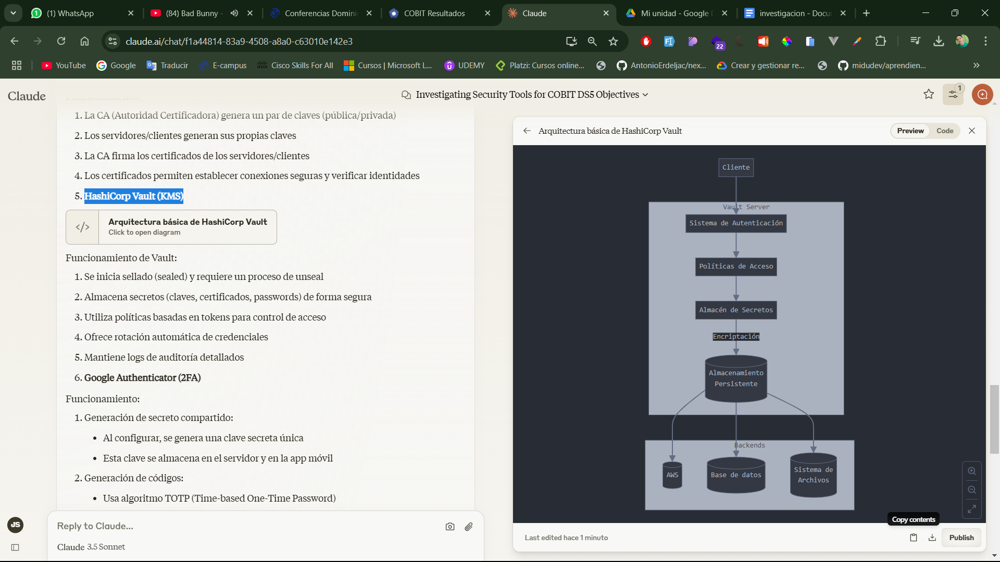 (1) WhatsApp
(84) Bad Bunny -
Conferencias Domini
COBIT Resultados
Claude
Mi unidad - Google D
investigacion - Docu
claude.ai/chat/f1a44814-83a9-4508-a8a0-c63010e142e3
22
YouTube
Google
Traducir
E-campus
Cisco Skills For All
Cursos | Microsoft L...
UDEMY
Platzi: Cursos online...
AntonioErdeljac/nex...
Crear y gestionar re...
midudev/aprendien...
Claude
Investigating Security Tools for COBIT DS5 Objectives
1
Funcionamiento:
1. La CA (Autoridad Certificadora) genera un par de claves (pública/privada)
2. Los servidores/clientes generan sus propias claves
3. La CA firma los certificados de los servidores/clientes
4. Los certificados permiten establecer conexiones seguras y verificar identidades
5. HashiCorp Vault (KMS)
</>
Arquitectura básica de HashiCorp Vault
Click to open diagram
Funcionamiento de Vault:
1. Se inicia sellado (sealed) y requiere un proceso de unseal
2. Almacena secretos (claves, certificados, passwords) de forma segura
3. Utiliza políticas basadas en tokens para control de acceso
4. Ofrece rotación automática de credenciales
5. Mantiene logs de auditoría detallados
6. Google Authenticator (2FA)
Funcionamiento:
1. Generación de secreto compartido:
• Al configurar, se genera una clave secreta única
• Esta clave se almacena en el servidor y en la app móvil
2. Generación de códigos:
• Usa algoritmo TOTP (Time-based One-Time Password)
JS
Reply to Claude...
Claude 3.5 Sonnet
Arquitectura básica de HashiCorp Vault
Preview
Code
Cliente
Vault Server
Sistema de Autenticación
Políticas de Acceso
Almacén de Secretos
Encriptación
Almacenamiento
Persistente
Backends
AWS
Base de datos
Sistema de
Archivos
Copy contents
Last edited hace 1 minuto
Publish